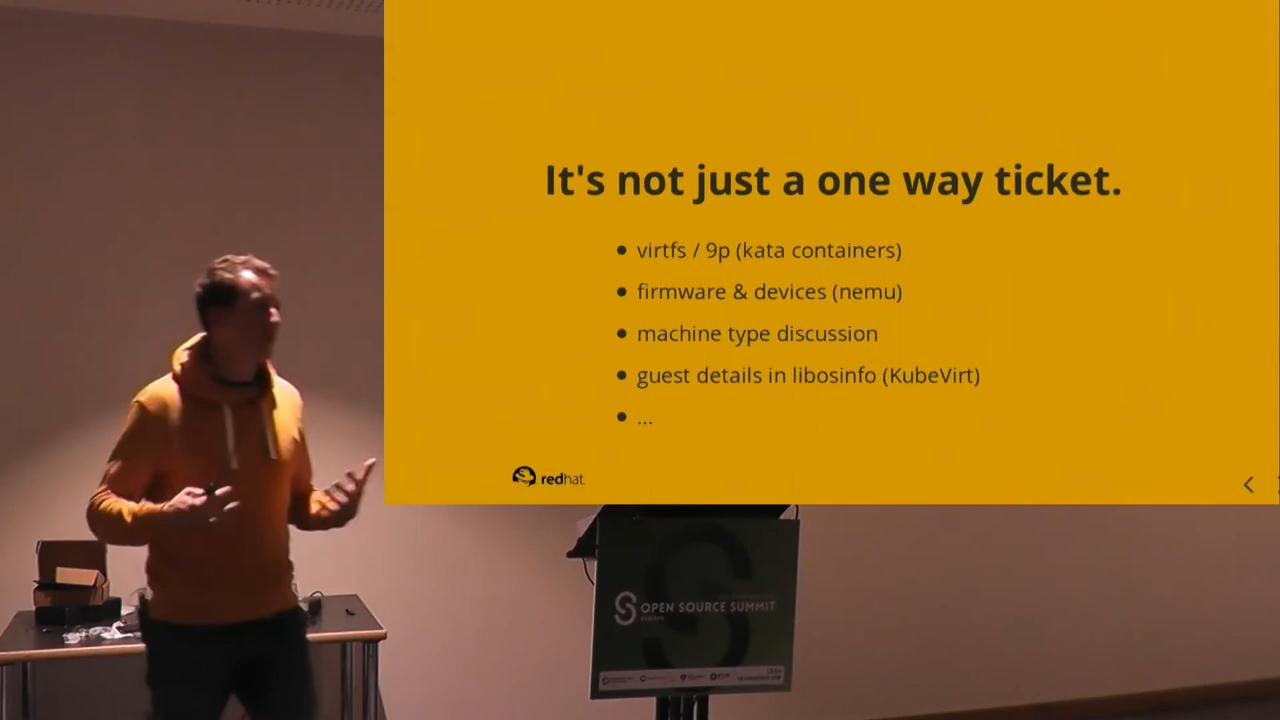 It's not just a one way ticket.
virtfs / 9p (kata containers)
firmware & devices (nemu)
machine type discussion
guest details in libosinfo (KubeVirt)
...
redhat
OPEN SOURCE SUMMIT
EUROPE